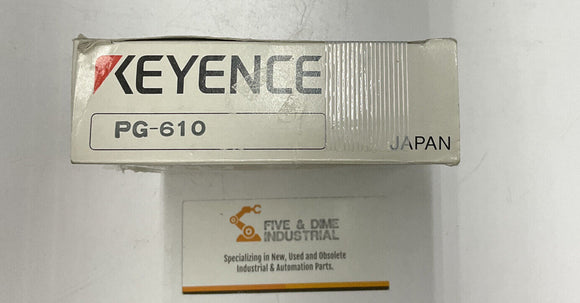 KEYENCE
PG-610
JAPAN
FIVE & DIME
INDUSTRIAL
Specializing in New, Used and Obsolete
Industrial & Automation Parts.